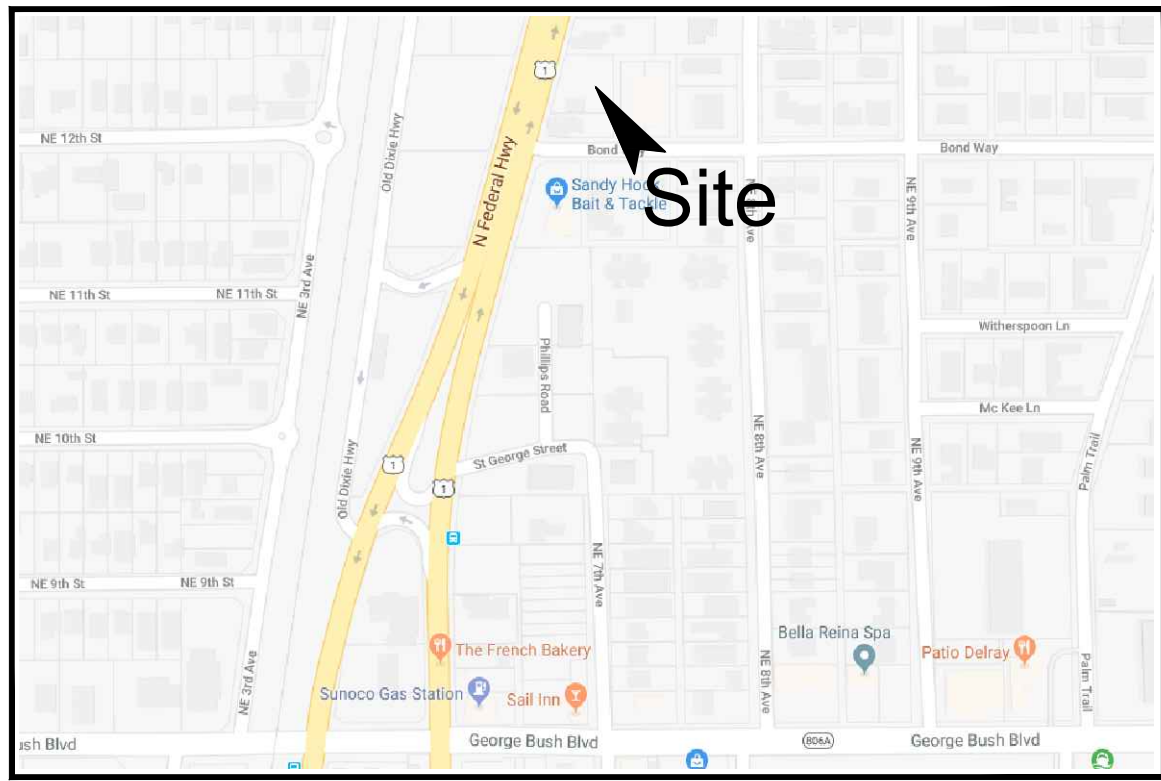 1
NE 12th St
Old Dixie Hwy
N Federal Hwy
Bond
Bond Way
Site
Sandy Hook
Bait & Tackle
NE 9th Ave
NE 3rd Ave
NE 11th St
NE 11th St
Witherspoon Ln
Phillips Road
Mc Kee Ln
NE 10th St
St George Street
1
1
Old Dixie Hwy
NE 8th Ave
NE 9th Ave
Palm Trail
NE 9th St
NE 9th St
NE 7th Ave
Bella Reina Spa
The French Bakery
Patio Delray
NE 3rd Ave
NE 8th Ave
Palm Trail
Sunoco Gas Station
Sail Inn
ush Blvd
George Bush Blvd
806A
George Bush Blvd